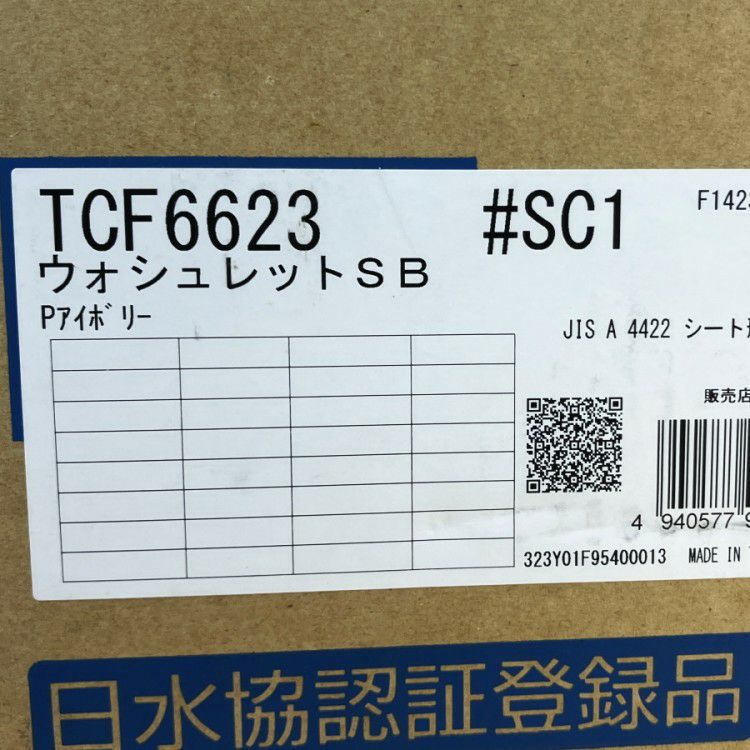 TCF6623 #SC1 F1423
ウォシュレットＳＢ
Pｱｲﾎﾞﾘｰ
JIS A 4422 シート
販売店
4 940577 9
323Y01F95400013 MADE IN
日水協認証登録品